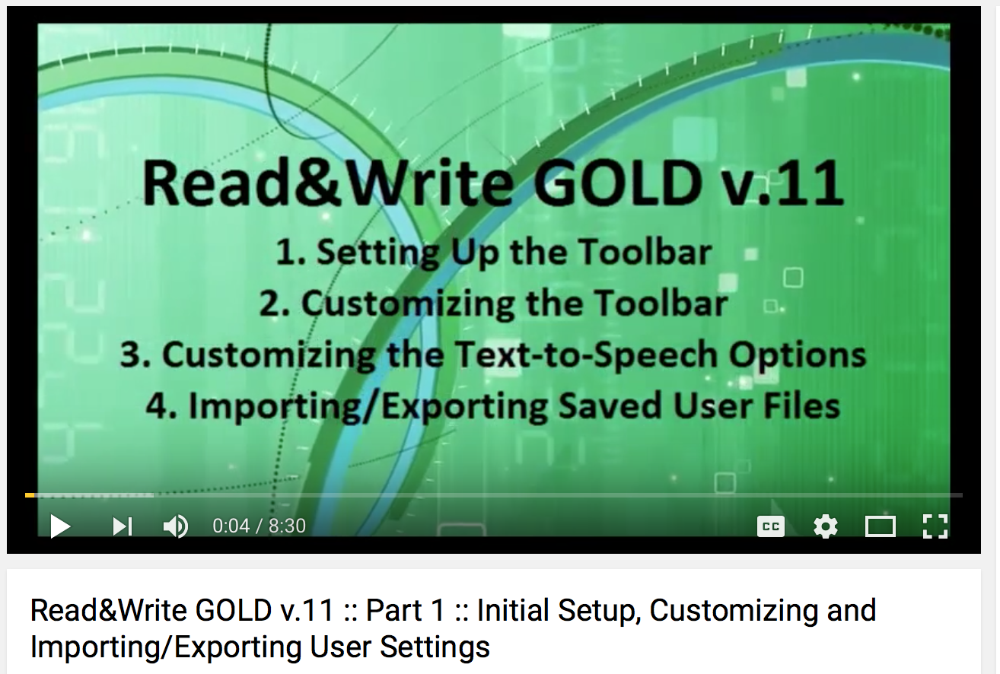 Read&Write GOLD v.11
1. Setting Up the Toolbar
2. Customizing the Toolbar
3. Customizing the Text-to-Speech Options
4. Importing/Exporting Saved User Files
0:04 / 8:30
CC
Read&Write GOLD v.11 :: Part 1 :: Initial Setup, Customizing and
Importing/Exporting User Settings